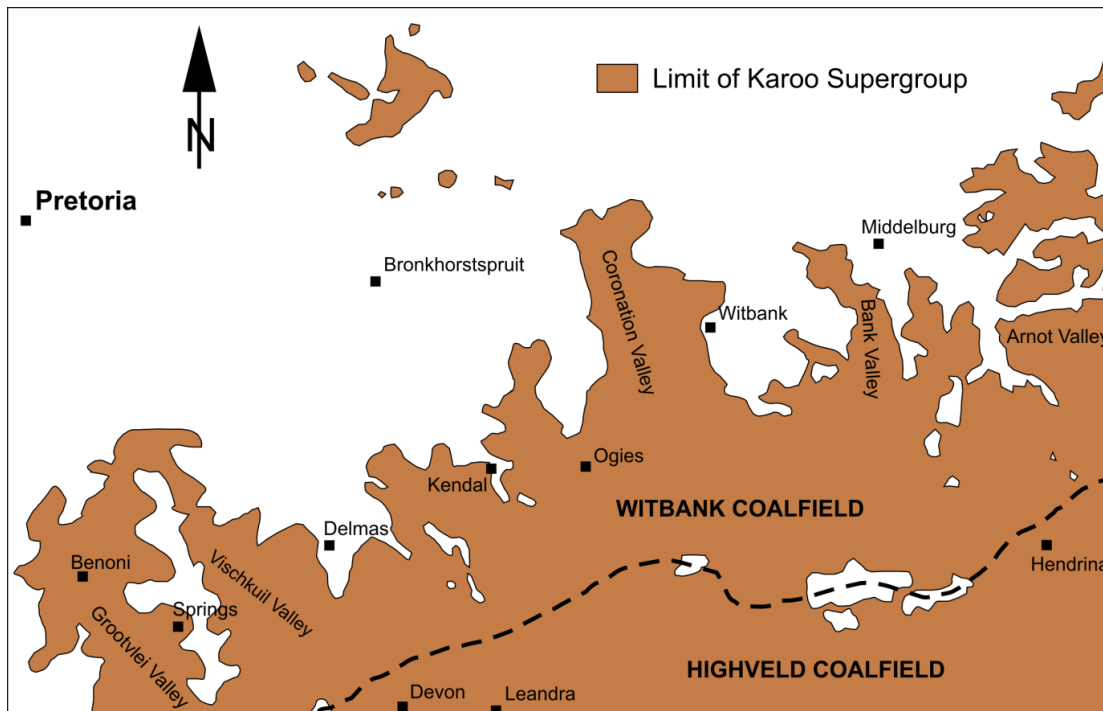 N
Limit of Karoo Supergroup
Pretoria
Middelburg
Bronkhorstspruit
Coronation Valley
Witbank
Bank Valley
Arnot Valley
Ogies
Kendal
WITBANK COALFIELD
Delmas
Benoni
Vischkuil Valley
Hendrina
Springs
Grootvlei Valley
HIGHVELD COALFIELD
Devon
Leandra